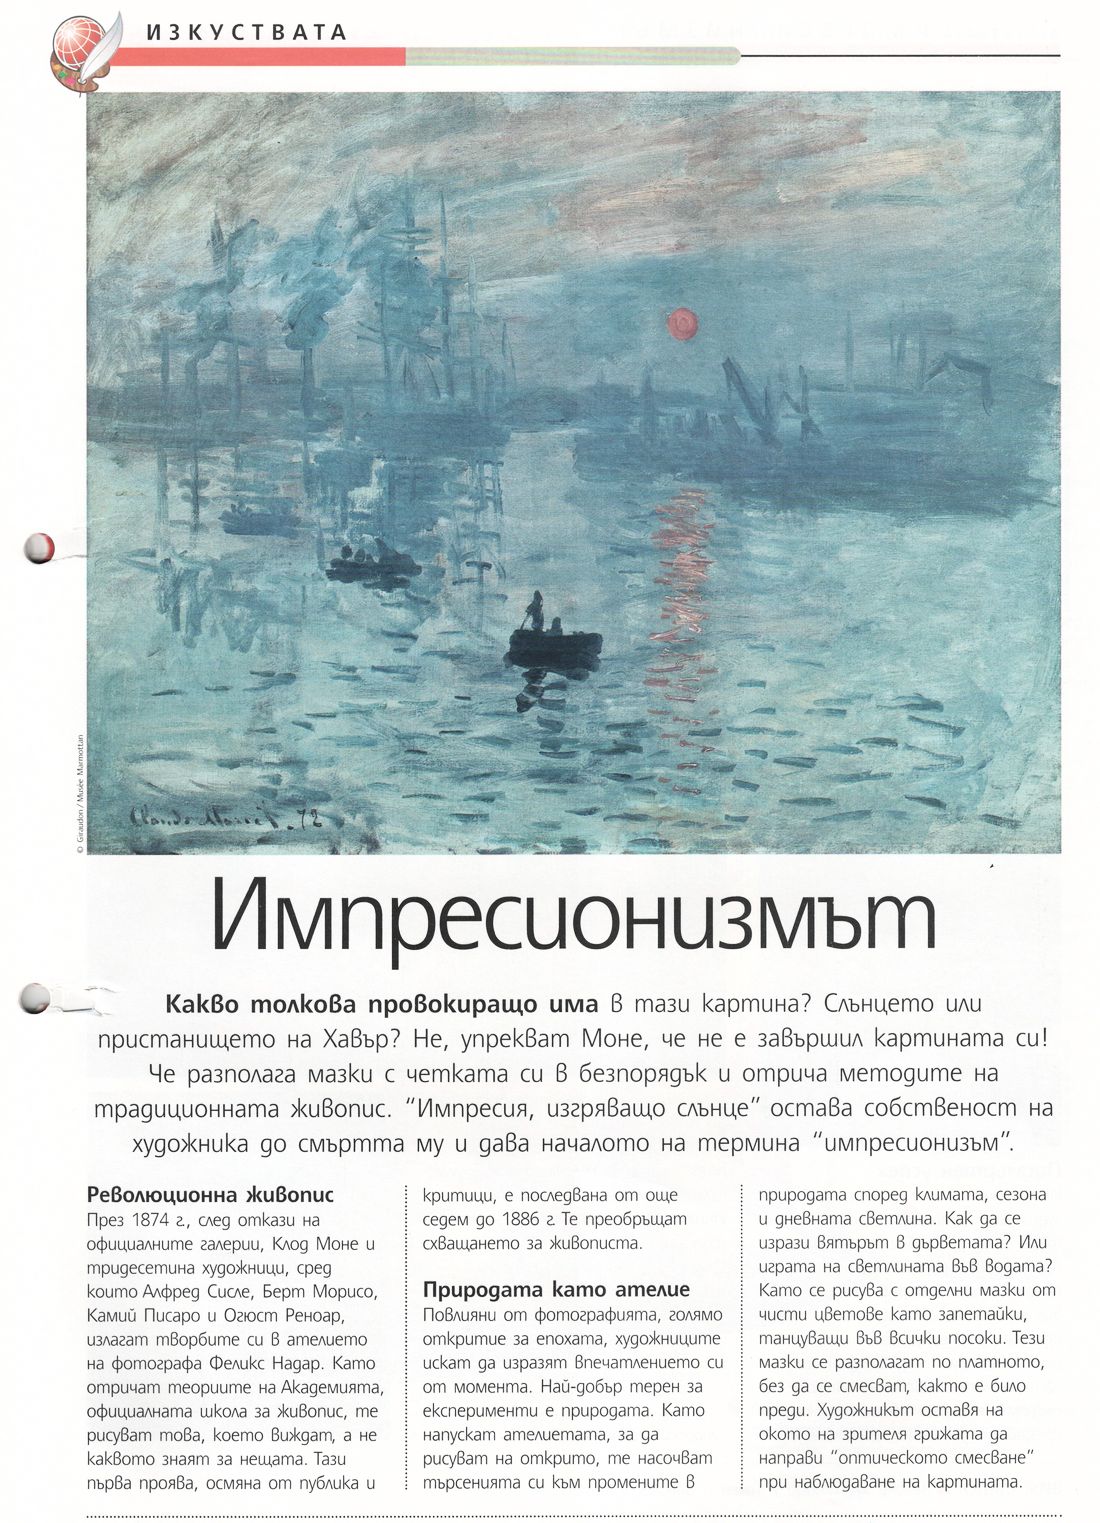 ИЗКУСТВАТА
© Giraudon / Musée Marmottan
Claude Monet. 72
Импресионизмът
Какво толкова провокиращо има в тази картина? Слънцето или
пристанището на Хавър? Не, упрекват Моне, че не е завършил картината си!
Че разполага мазки с четката си в безпорядък и отрича методите на
традиционната живопис. “Импресия, изгряващо слънце” остава собственост на
художника до смъртта му и дава началото на термина “импресионизъм”.
Революционна живопис
През 1874 г., след откази на
официалните галерии, Клод Моне и
тридесетина художници, сред
които Алфред Сисле, Берт Морисо,
Камий Писаро и Огюст Реноар,
излагат творбите си в ателието
на фотографа Феликс Надар. Като
отричат теориите на Академията,
официалната школа за живопис, те
рисуват това, което виждат, а не
каквото знаят за нещата. Тази
първа проява, осмяна от публика и
критици, е последвана от още
седем до 1886 г. Те преобръщат
схващането за живописта.
Природата като ателие
Повлияни от фотографията, голямо
откритие за епохата, художниците
искат да изразят впечатлението си
от момента. Най-добър терен за
експерименти е природата. Като
напускат ателиетата, за да
рисуват на открито, те насочват
търсенията си към промените в
природата според климата, сезона
и дневната светлина. Как да се
изрази вятърът в дърветата? Или
играта на светлината във водата?
Като се рисува с отделни мазки от
чисти цветове като запетайки,
танцуващи във всички посоки. Тези
мазки се разполагат по платното,
без да се смесват, както е било
преди. Художникът оставя на
окото на зрителя грижата да
направи “оптическото смесване”
при наблюдаване на картината.